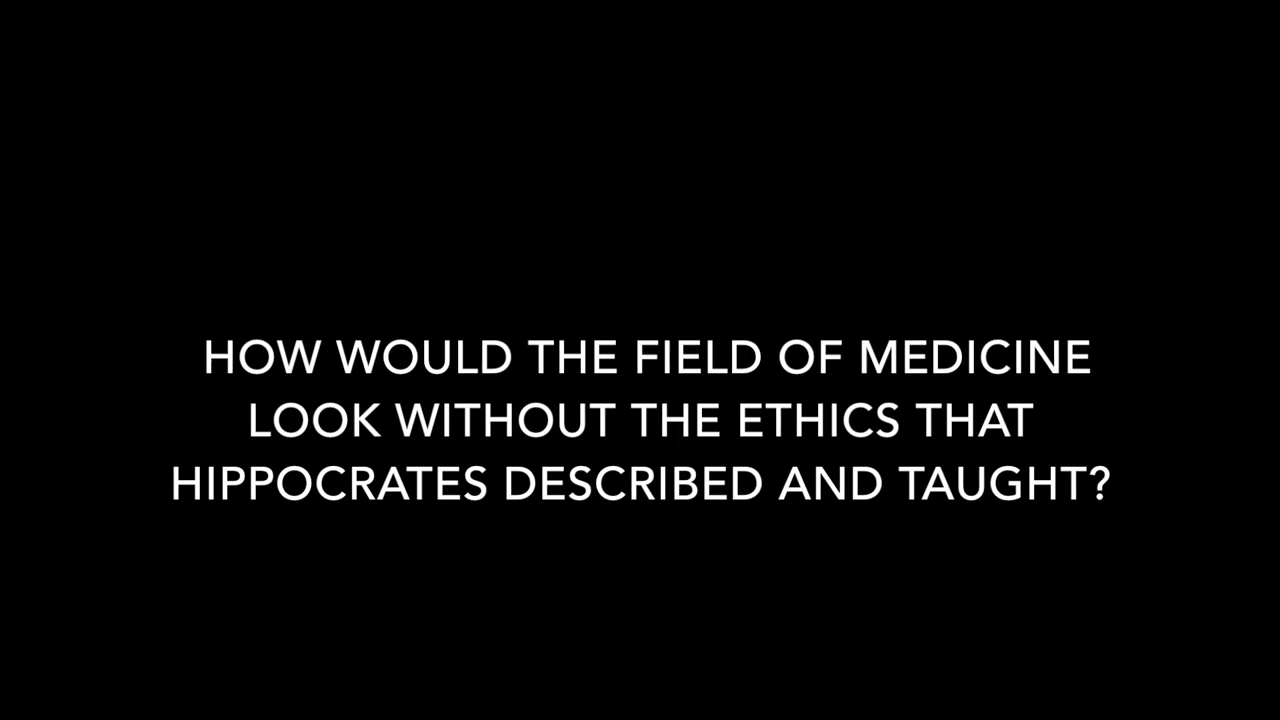 HOW WOULD THE FIELD OF MEDICINE
LOOK WITHOUT THE ETHICS THAT
HIPPOCRATES DESCRIBED AND TAUGHT?